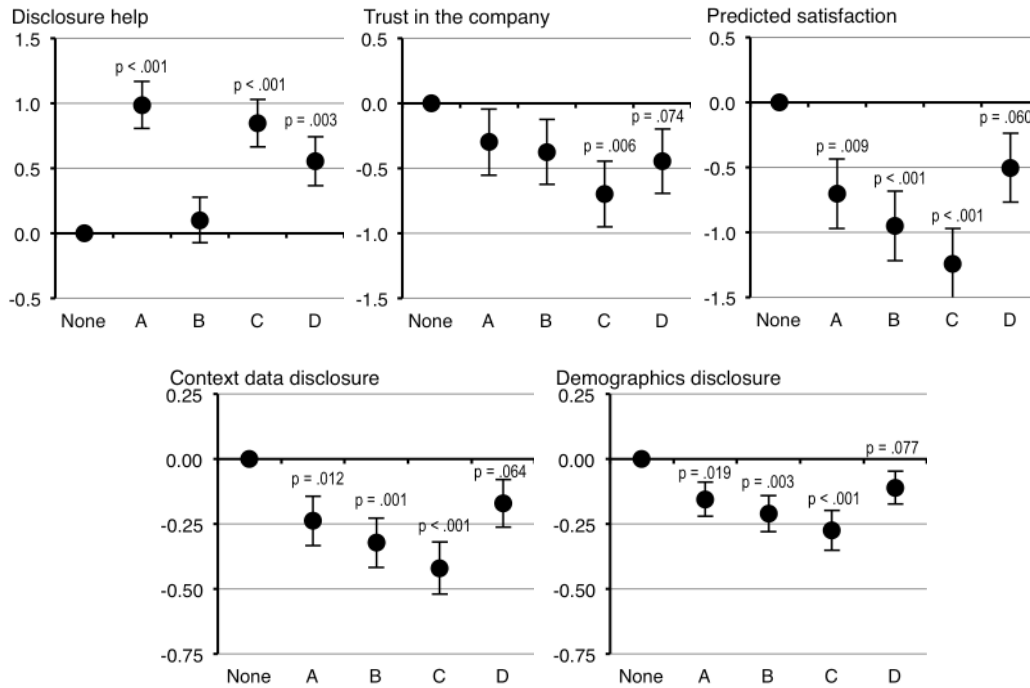 Disclosure help
1.5
1.0
0.5
0.0
-0.5
p < .001
p < .001
p = .003
None A B C D
Trust in the company
0.5
0.0
-0.5
-1.0
-1.5
p = .006
p = .074
None A B C D
Predicted satisfaction
0.5
0.0
-0.5
-1.0
-1.5
p = .009
p < .001
p < .001
p = .060
None A B C D
Context data disclosure
0.25
0.00
-0.25
-0.50
-0.75
p = .012
p = .001
p < .001
p = .064
None A B C D
Demographics disclosure
0.25
0.00
-0.25
-0.50
-0.75
p = .019
p = .003
p < .001
p = .077
None A B C D